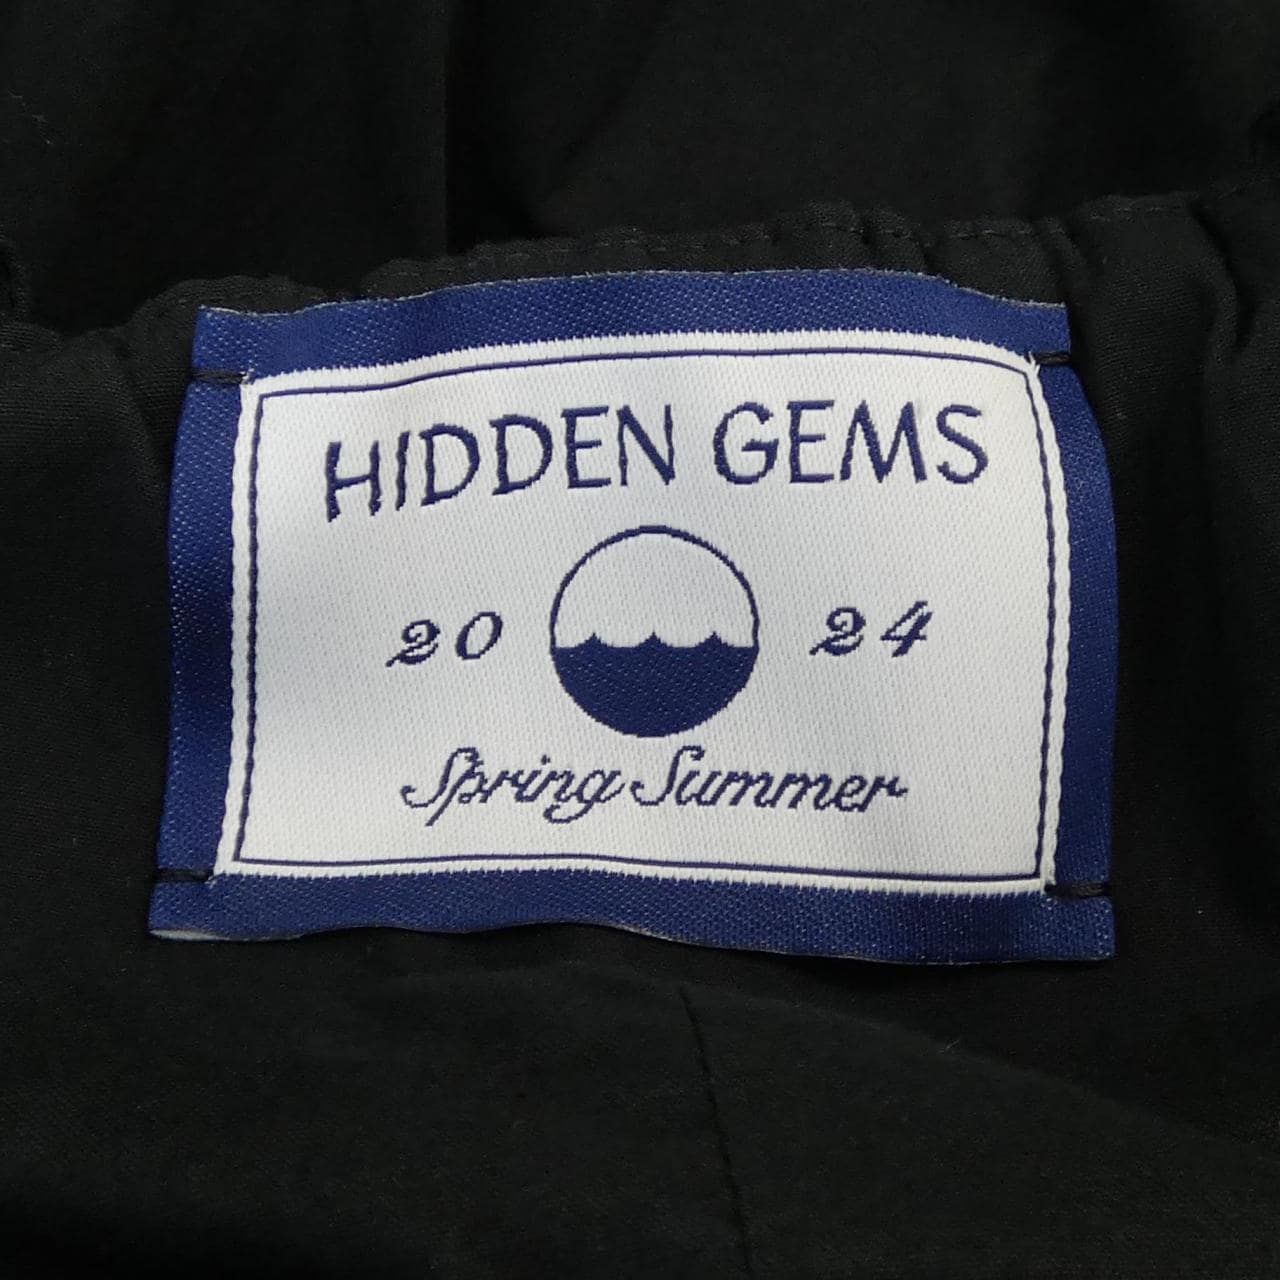 HIDDEN GEMS
20 24
Spring Summer